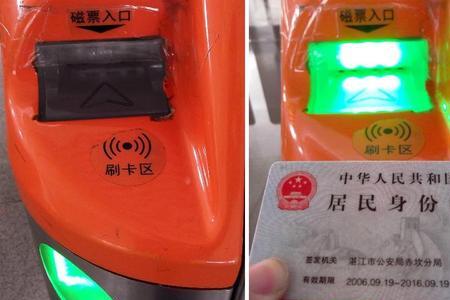 磁票入口
刷卡区
磁票入口
刷卡区
中华人民共和国
居民身份
签发机关 湛江市公安局赤坎分局
有效期限 2006.09.19-2016.09.19